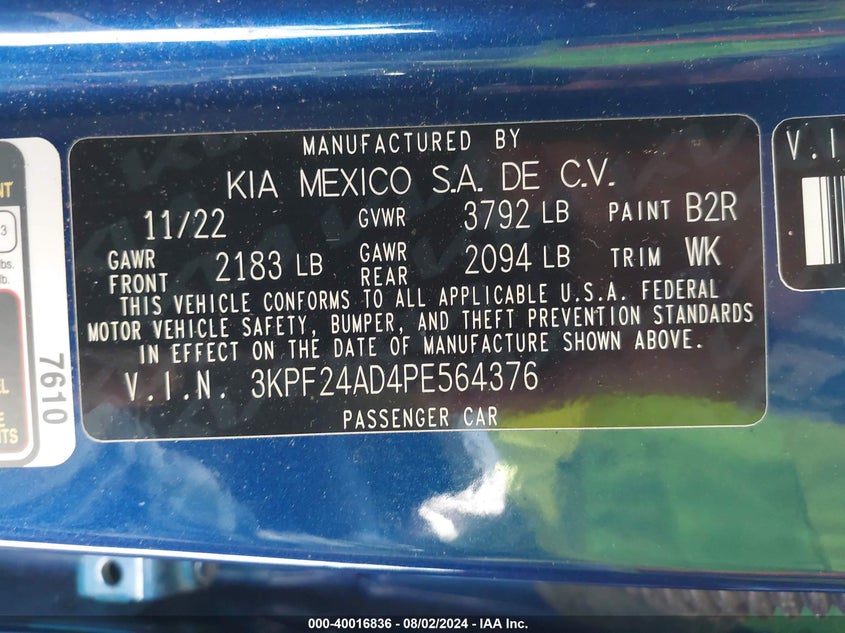 MANUFACTURED BY
KIA MEXICO S.A. DE C.V.
11/22 GVWR 3792 LB PAINT B2R
GAWR FRONT 2183 LB GAWR REAR 2094 LB TRIM WK
THIS VEHICLE CONFORMS TO ALL APPLICABLE U.S.A. FEDERAL
MOTOR VEHICLE SAFETY, BUMPER, AND THEFT PREVENTION STANDARDS
IN EFFECT ON THE DATE OF MANUFACTURE SHOWN ABOVE.
V.I.N. 3KPF24AD4PE564376
PASSENGER CAR
7610
V.I
000-40016836 - 08/02/2024 - IAA Inc.